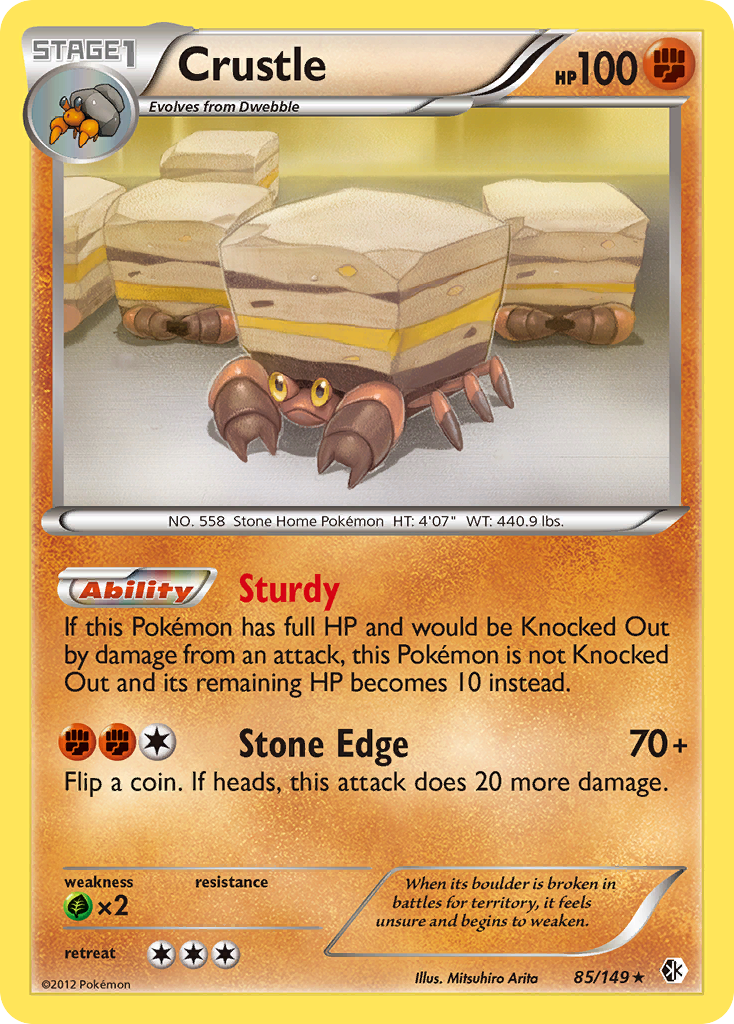 STAGE1
Crustle
HP100
Evolves from Dwebble
NO. 558 Stone Home Pokémon HT: 4'07" WT: 440.9 lbs.
Ability Sturdy
If this Pokémon has full HP and would be Knocked Out
by damage from an attack, this Pokémon is not Knocked
Out and its remaining HP becomes 10 instead.
Stone Edge 70+
Flip a coin. If heads, this attack does 20 more damage.
weakness resistance
×2
retreat
When its boulder is broken in
battles for territory, it feels
unsure and begins to weaken.
©2012 Pokémon
Illus. Mitsuhiro Arita 85/149 ★